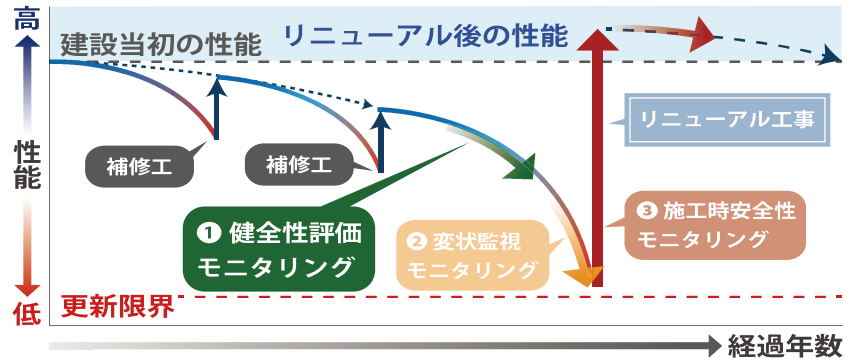 高
建設当初の性能
リニューアル後の性能
リニューアル工事
性能
補修工
補修工
❶ 健全性評価
モニタリング
❷ 変状監視
モニタリング
❸ 施工時安全性
モニタリング
低
更新限界
経過年数